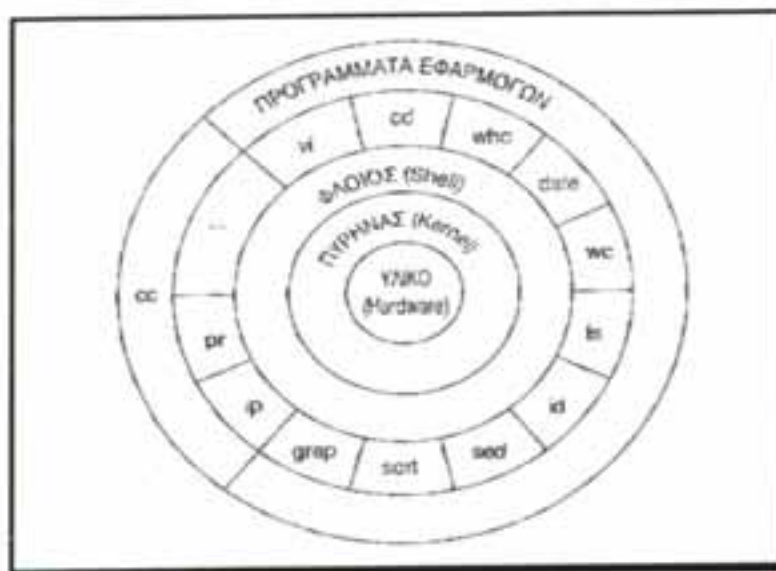 ΠΡΟΓΡΑΜΜΑΤΑ ΕΦΑΡΜΟΓΩΝ
vi
cd
who
date
wc
ls
id
sed
sort
grep
lp
pr
...
cc
ΦΛΟΙΟΣ (Shell)
ΠΥΡΗΝΑΣ (Kernel)
ΥΛΙΚΟ
(Hardware)